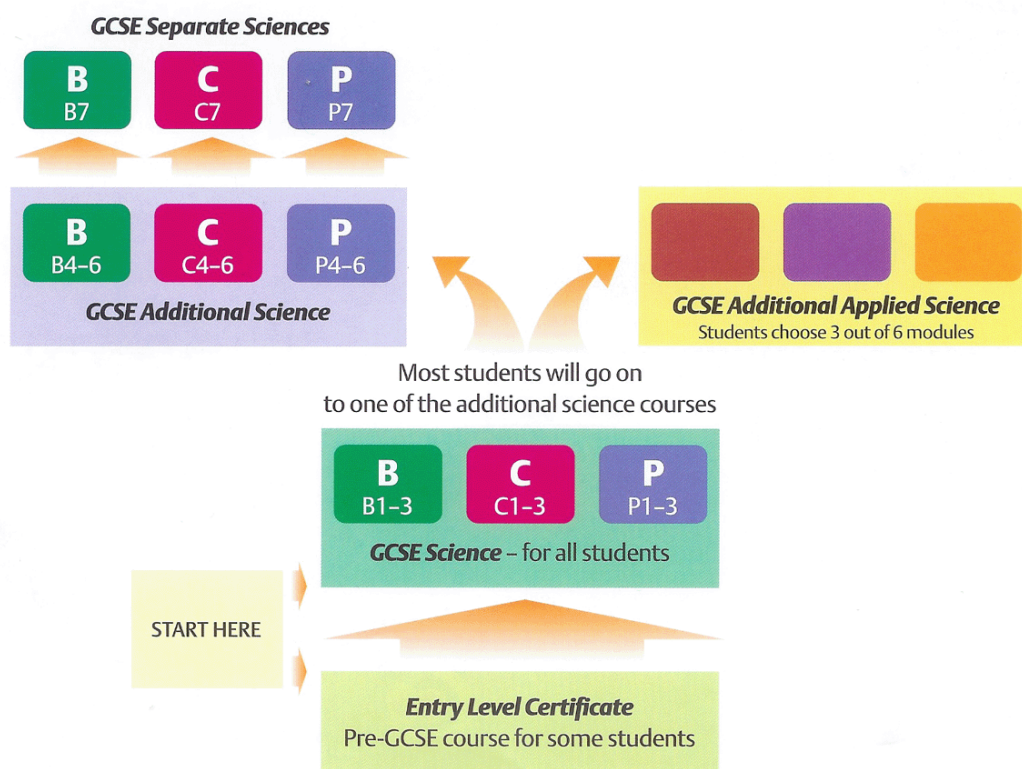 GCSE Separate Sciences
B
B7
C
C7
P
P7
B
B4–6
C
C4–6
P
P4–6
GCSE Additional Science
GCSE Additional Applied Science
Students choose 3 out of 6 modules
Most students will go on
to one of the additional science courses
B
B1–3
C
C1–3
P
P1–3
GCSE Science – for all students
START HERE
Entry Level Certificate
Pre-GCSE course for some students